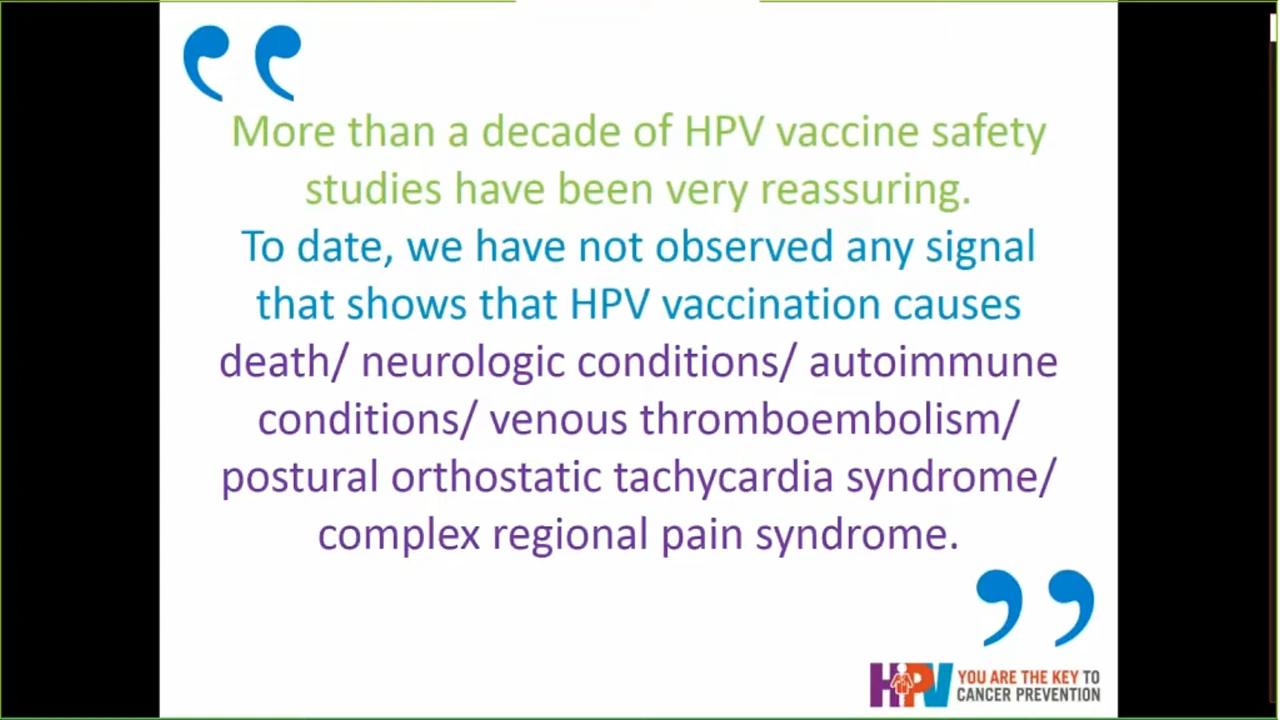 More than a decade of HPV vaccine safety
studies have been very reassuring.
To date, we have not observed any signal
that shows that HPV vaccination causes
death/ neurologic conditions/ autoimmune
conditions/ venous thromboembolism/
postural orthostatic tachycardia syndrome/
complex regional pain syndrome.
HPV
YOU ARE THE KEY TO
CANCER PREVENTION